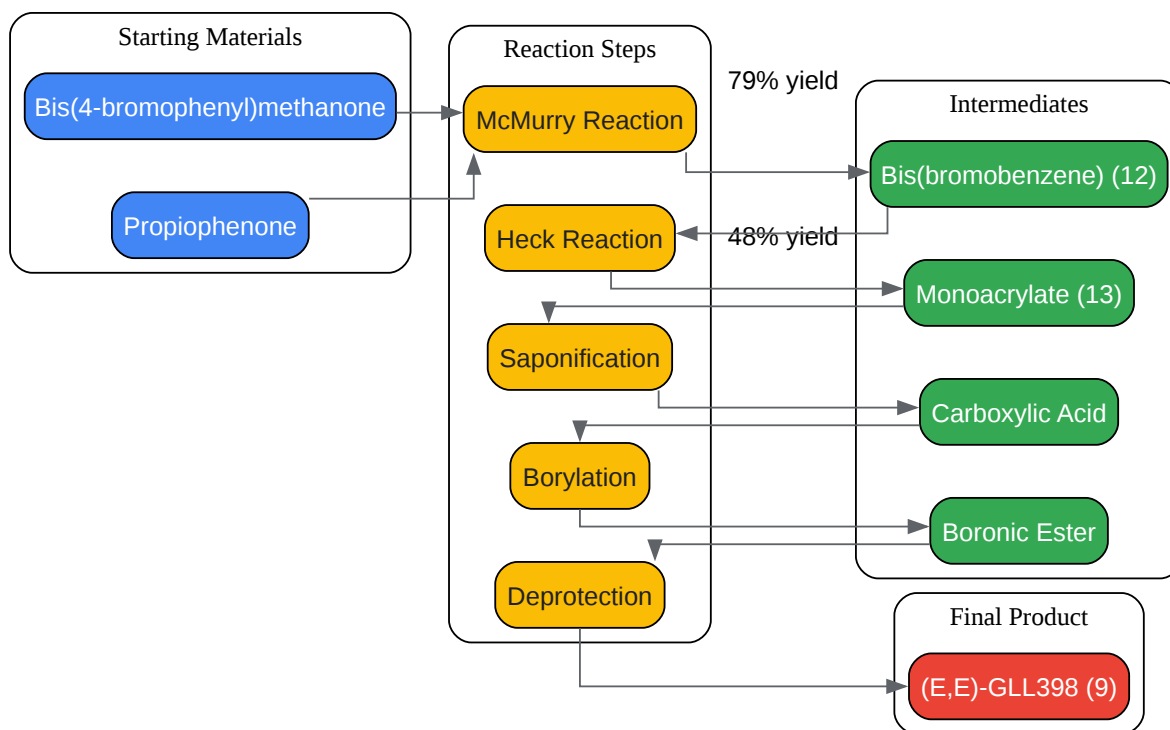 Starting Materials
Bis(4-bromophenyl)methanone
Propiophenone
Reaction Steps
McMurry Reaction
Heck Reaction
Saponification
Borylation
Deprotection
79% yield
48% yield
Intermediates
Bis(bromobenzene) (12)
Monoacrylate (13)
Carboxylic Acid
Boronic Ester
Final Product
(E,E)-GLL398 (9)